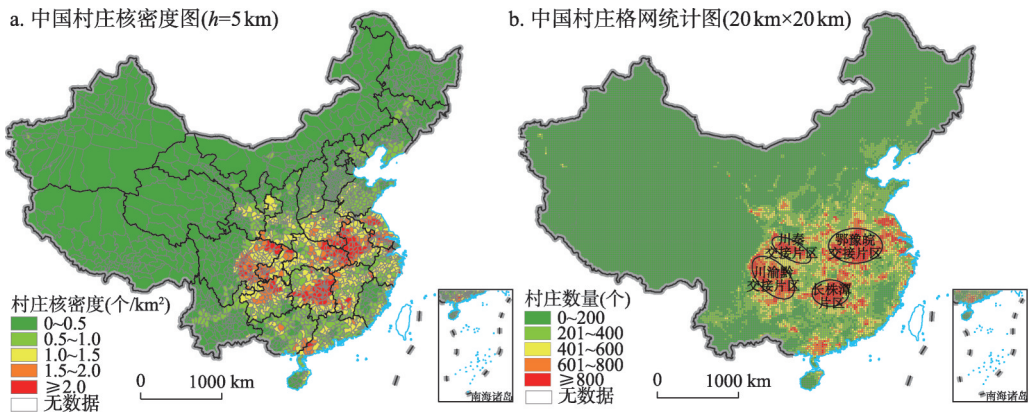 a. 中国村庄核密度图(h=5 km)
村庄核密度(个/km²)
0~0.5
0.5~1.0
1.0~1.5
1.5~2.0
≥2.0
无数据
0 1000 km
南海诸岛
b. 中国村庄格网统计图(20 km×20 km)
川秦
交接片区
鄂豫皖
交接片区
川渝黔
交接片区
长株潭
片区
村庄数量(个)
0~200
201~400
401~600
601~800
≥800
无数据
0 1000 km
南海诸岛